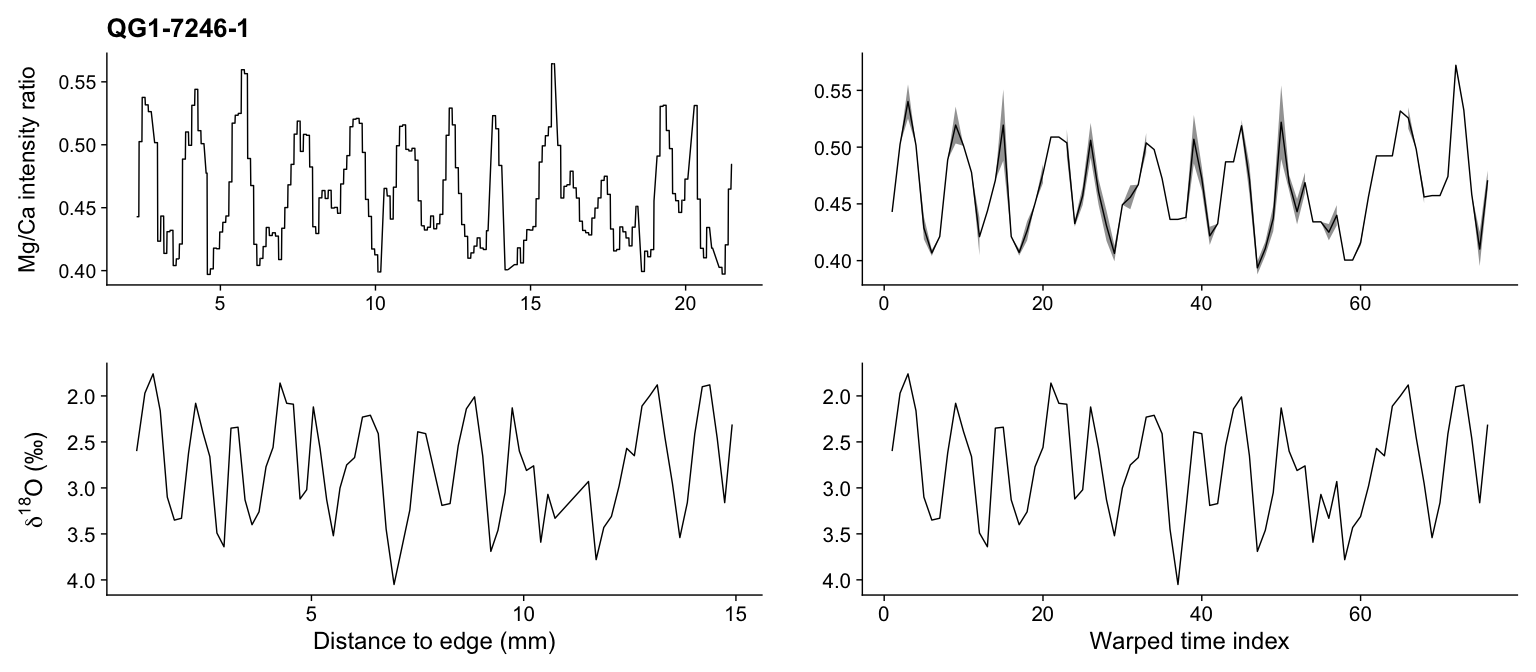 QG1-7246-1
Mg/Ca intensity ratio
0.55
0.50
0.45
0.40
5 10 15 20
0.55
0.50
0.45
0.40
0 20 40 60
δ¹⁸O (‰)
2.0
2.5
3.0
3.5
4.0
5 10 15
Distance to edge (mm)
2.0
2.5
3.0
3.5
4.0
0 20 40 60
Warped time index